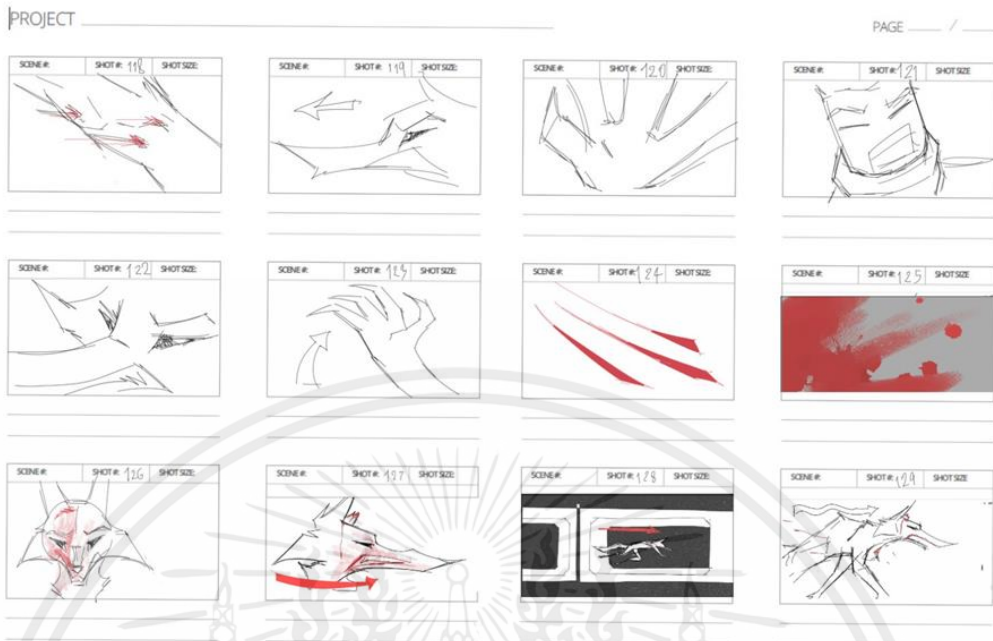 PROJECT
PAGE /
SCENE #: SHOT #: 118 SHOT SIZE: SCENE #: SHOT #: 119 SHOT SIZE: SCENE #: SHOT #: 120 SHOT SIZE: SCENE #: SHOT #: 121 SHOT SIZE
SCENE #: SHOT #: 122 SHOT SIZE: SCENE #: SHOT #: 123 SHOT SIZE: SCENE #: SHOT #: 124 SHOT SIZE: SCENE #: SHOT #: 125 SHOT SIZE
SCENE #: SHOT #: 126 SHOT SIZE: SCENE #: SHOT #: 127 SHOT SIZE: SCENE #: SHOT #: 128 SHOT SIZE: SCENE #: SHOT #: 129 SHOT SIZE